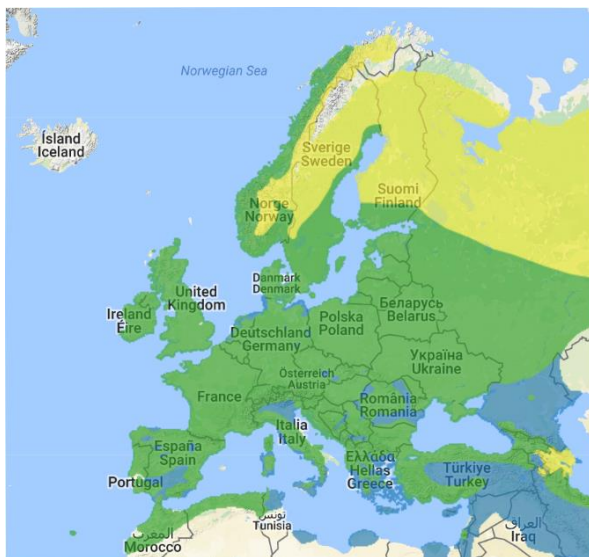 Norwegian Sea
Ísland
Iceland
Sverige
Sweden
Suomi
Finland
Norge
Norway
Danmark
Denmark
United
Kingdom
Ireland
Éire
Беларусь
Belarus
Polska
Poland
Deutschland
Germany
Україна
Ukraine
Österreich
Austria
France
România
Romania
Italia
Italy
España
Spain
Ελλάδα
Hellas
Greece
Türkiye
Turkey
Portugal
تونس
Tunisia
العراق
Iraq
المغرب
Morocco